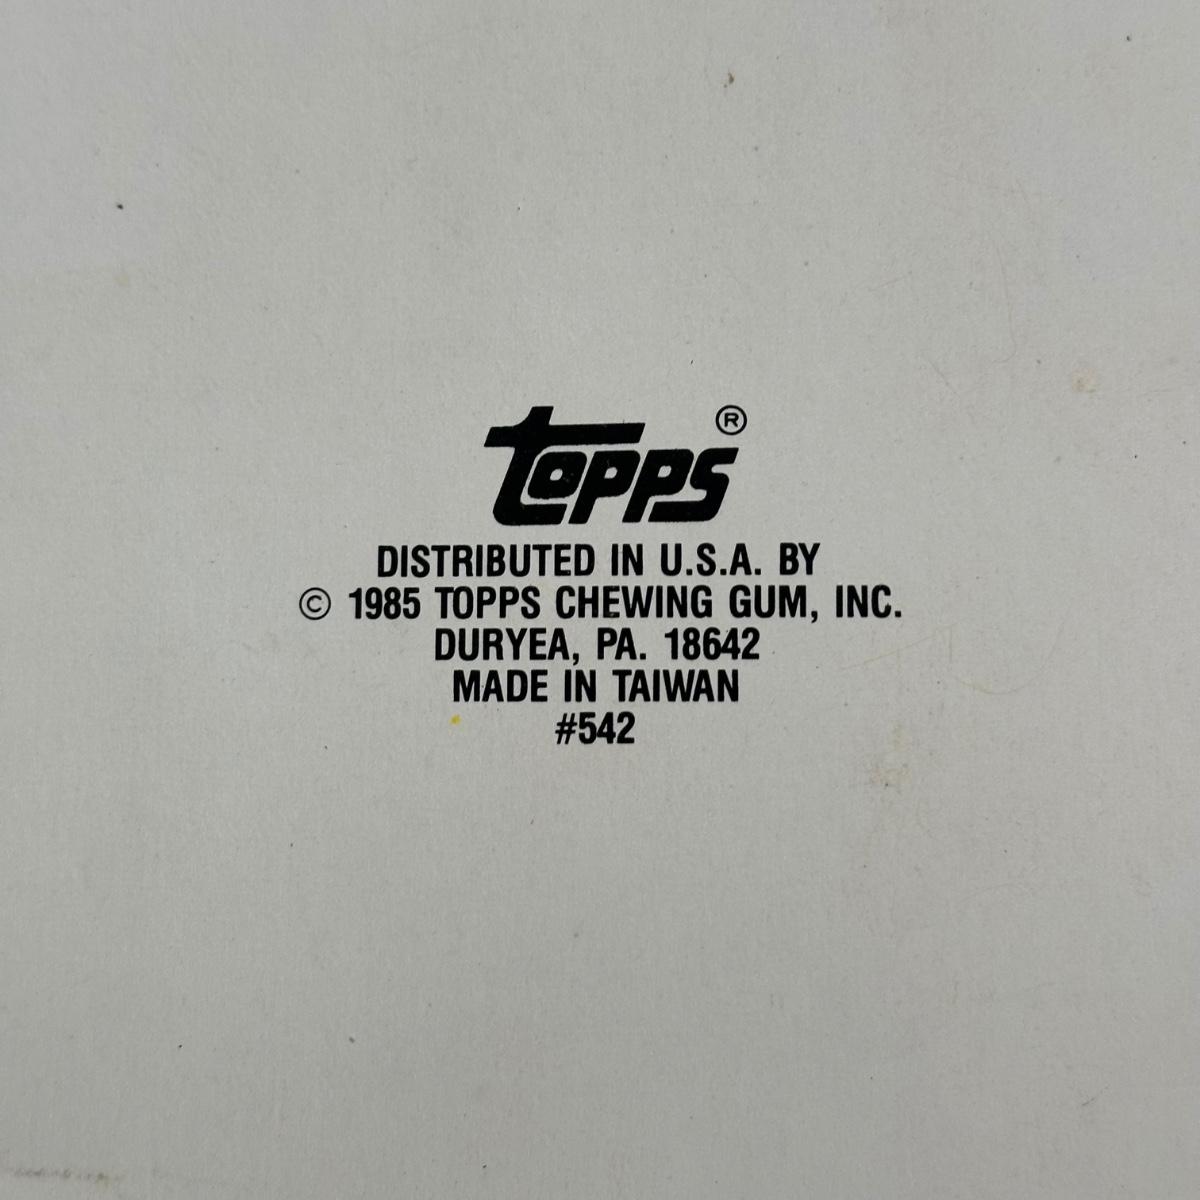 Topps ®
DISTRIBUTED IN U.S.A. BY
© 1985 TOPPS CHEWING GUM, INC.
DURYEA, PA. 18642
MADE IN TAIWAN
#542